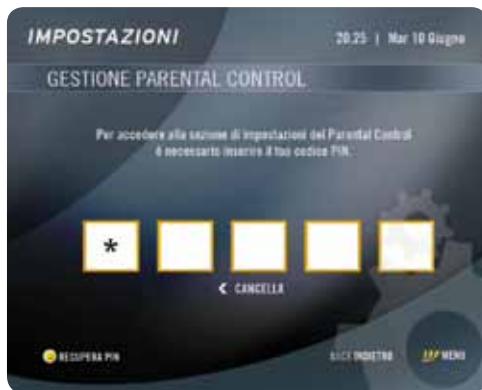 IMPOSTAZIONI
20.25 | Mar 10 Giugno
GESTIONE PARENTAL CONTROL
Per accedere alla sezione di impostazioni del Parental Control
è necessario inserire il tuo codice PIN.
*
< CANCELLA
RECUPERA PIN
BACK INDIETRO
MENU